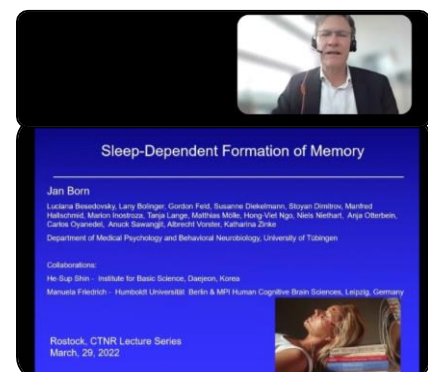 Sleep-Dependent Formation of Memory
Jan Born
Luciana Besedovsky, Lany Bolinger, Gordon Feld, Susanne Diekelmann, Stoyan Dimitrov, Manfred
Hallschmid, Marion Inostroza, Tanja Lange, Matthias Mölle, Hong-Viet Ngo, Niels Niethart, Anja Otterbein,
Carlos Oyanedel, Anuck Sawangjit, Albrecht Vorster, Katharina Zinke
Department of Medical Psychology and Behavioral Neurobiology, University of Tübingen
Collaborations:
He-Sup Shin - Institute for Basic Science, Daejeon, Korea
Manuela Friedrich - Humboldt Universität Berlin & MPI Human Cognitive Brain Sciences, Leipzig, Germany
Rostock, CTNR Lecture Series
March, 29, 2022